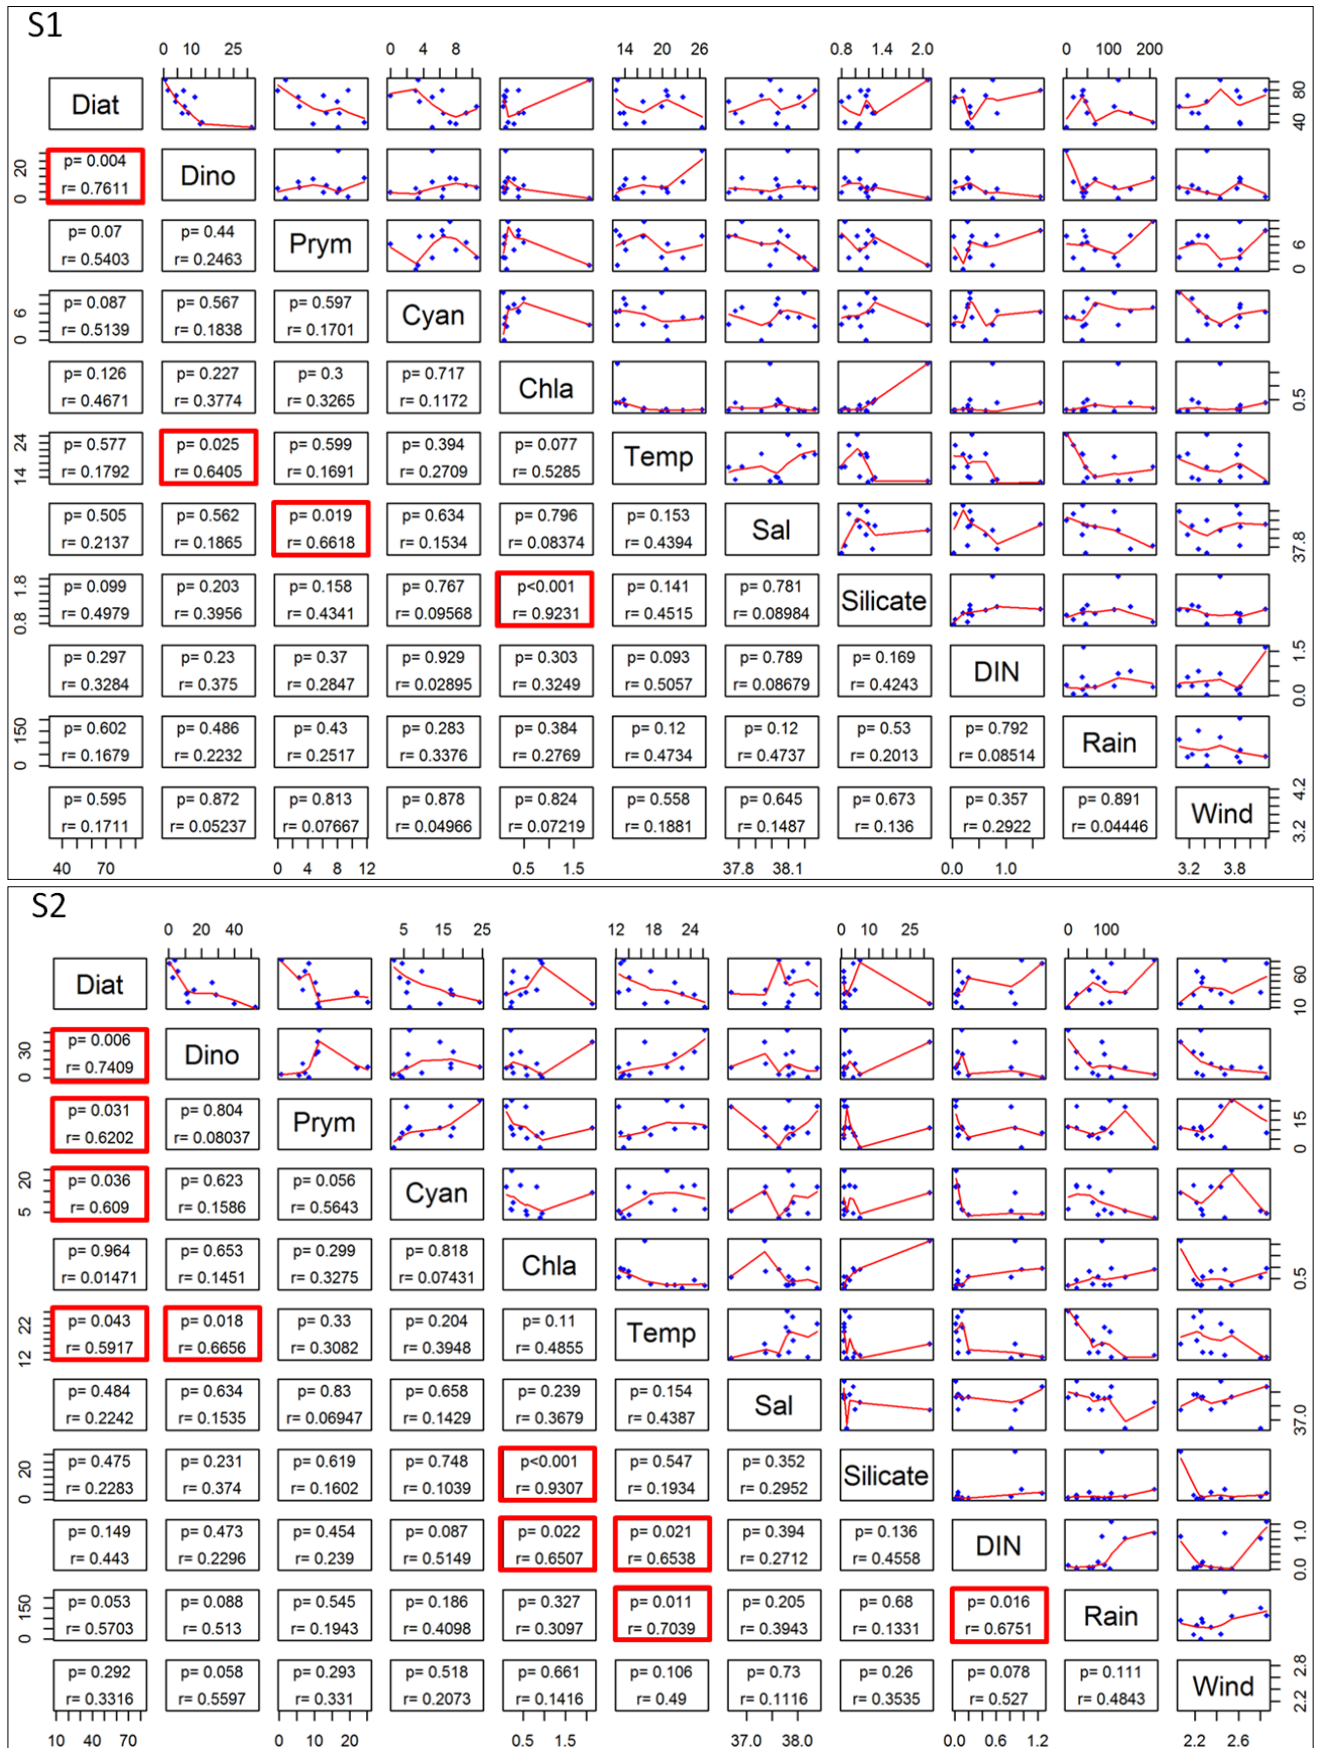 S1
0 10 25 0 4 8 14 20 26 0.8 1.4 2.0 0 100 200
Diat
40 80
p= 0.004
r= 0.7611
Dino
0 20
p= 0.07
r= 0.5403
p= 0.44
r= 0.2463
Prym
0 6
p= 0.087
r= 0.5139
p= 0.567
r= 0.1838
p= 0.597
r= 0.1701
Cyan
0 6
p= 0.126
r= 0.4671
p= 0.227
r= 0.3774
p= 0.3
r= 0.3265
p= 0.717
r= 0.1172
Chla
0.5
p= 0.577
r= 0.1792
p= 0.025
r= 0.6405
p= 0.599
r= 0.1691
p= 0.394
r= 0.2709
p= 0.077
r= 0.5285
Temp
14 24
p= 0.505
r= 0.2137
p= 0.562
r= 0.1865
p= 0.019
r= 0.6618
p= 0.634
r= 0.1534
p= 0.796
r= 0.08374
p= 0.153
r= 0.4394
Sal
37.8
p= 0.099
r= 0.4979
p= 0.203
r= 0.3956
p= 0.158
r= 0.4341
p= 0.767
r= 0.09568
p<0.001
r= 0.9231
p= 0.141
r= 0.4515
p= 0.781
r= 0.08984
Silicate
0.8 1.8
p= 0.297
r= 0.3284
p= 0.23
r= 0.375
p= 0.37
r= 0.2847
p= 0.929
r= 0.02895
p= 0.303
r= 0.3249
p= 0.093
r= 0.5057
p= 0.789
r= 0.08679
p= 0.169
r= 0.4243
DIN
0.0 1.5
p= 0.602
r= 0.1679
p= 0.486
r= 0.2232
p= 0.43
r= 0.2517
p= 0.283
r= 0.3376
p= 0.384
r= 0.2769
p= 0.12
r= 0.4734
p= 0.12
r= 0.4737
p= 0.53
r= 0.2013
p= 0.792
r= 0.08514
Rain
0 150
p= 0.595
r= 0.1711
p= 0.872
r= 0.05237
p= 0.813
r= 0.07667
p= 0.878
r= 0.04966
p= 0.824
r= 0.07219
p= 0.558
r= 0.1881
p= 0.645
r= 0.1487
p= 0.673
r= 0.136
p= 0.357
r= 0.2922
p= 0.891
r= 0.04446
Wind
3.2 4.2
40 70 0 4 8 12 0.5 1.5 37.8 38.1 0.0 1.0 3.2 3.8
S2
0 20 40 5 15 25 12 18 24 0 10 30 0 100
Diat
10 60
p= 0.006
r= 0.7409
Dino
0 30
p= 0.031
r= 0.6202
p= 0.804
r= 0.08037
Prym
0 15
p= 0.036
r= 0.609
p= 0.623
r= 0.1586
p= 0.056
r= 0.5643
Cyan
5 20
p= 0.964
r= 0.01471
p= 0.653
r= 0.1451
p= 0.299
r= 0.3275
p= 0.818
r= 0.07431
Chla
0.5
p= 0.043
r= 0.5917
p= 0.018
r= 0.6656
p= 0.33
r= 0.3082
p= 0.204
r= 0.3948
p= 0.11
r= 0.4855
Temp
12 22
p= 0.484
r= 0.2242
p= 0.634
r= 0.1535
p= 0.83
r= 0.06947
p= 0.658
r= 0.1429
p= 0.239
r= 0.3679
p= 0.154
r= 0.4387
Sal
37.0
p= 0.475
r= 0.2283
p= 0.231
r= 0.374
p= 0.619
r= 0.1602
p= 0.748
r= 0.1039
p<0.001
r= 0.9307
p= 0.547
r= 0.1934
p= 0.352
r= 0.2952
Silicate
0 20
p= 0.149
r= 0.443
p= 0.473
r= 0.2296
p= 0.454
r= 0.239
p= 0.087
r= 0.5149
p= 0.022
r= 0.6507
p= 0.021
r= 0.6538
p= 0.394
r= 0.2712
p= 0.136
r= 0.4558
DIN
0.0 1.0
p= 0.053
r= 0.5703
p= 0.088
r= 0.513
p= 0.545
r= 0.1943
p= 0.186
r= 0.4098
p= 0.327
r= 0.3097
p= 0.011
r= 0.7039
p= 0.205
r= 0.3943
p= 0.68
r= 0.1331
p= 0.016
r= 0.6751
Rain
0 150
p= 0.292
r= 0.3316
p= 0.058
r= 0.5597
p= 0.293
r= 0.331
p= 0.518
r= 0.2073
p= 0.661
r= 0.1416
p= 0.106
r= 0.49
p= 0.73
r= 0.1116
p= 0.26
r= 0.3535
p= 0.078
r= 0.527
p= 0.111
r= 0.4843
Wind
2.2 2.8
10 40 70 0 10 20 0.5 1.5 37.0 38.0 0.0 0.6 1.2 2.2 2.6